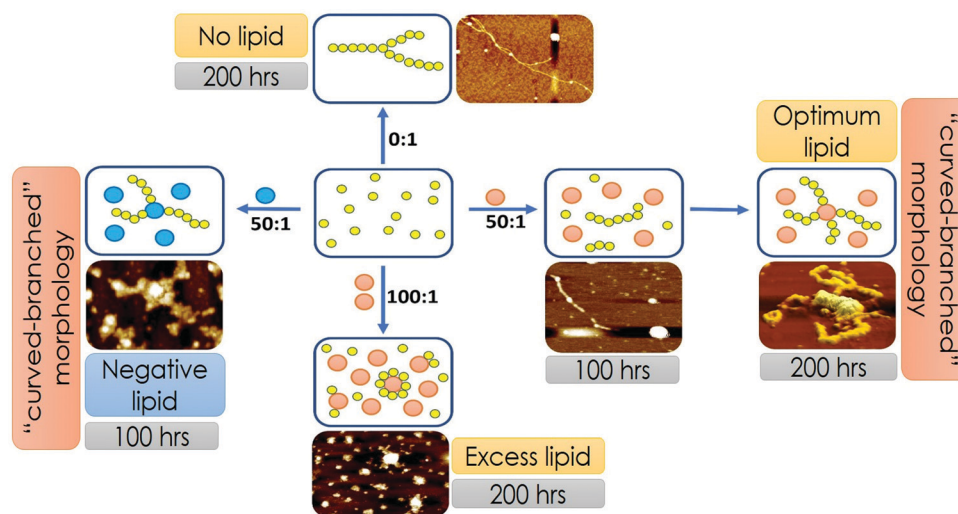 No lipid
200 hrs
0:1
Optimum
lipid
"curved-branched"
morphology
50:1
50:1
"curved-branched"
morphology
100:1
Negative
lipid
100 hrs
100 hrs
200 hrs
Excess lipid
200 hrs